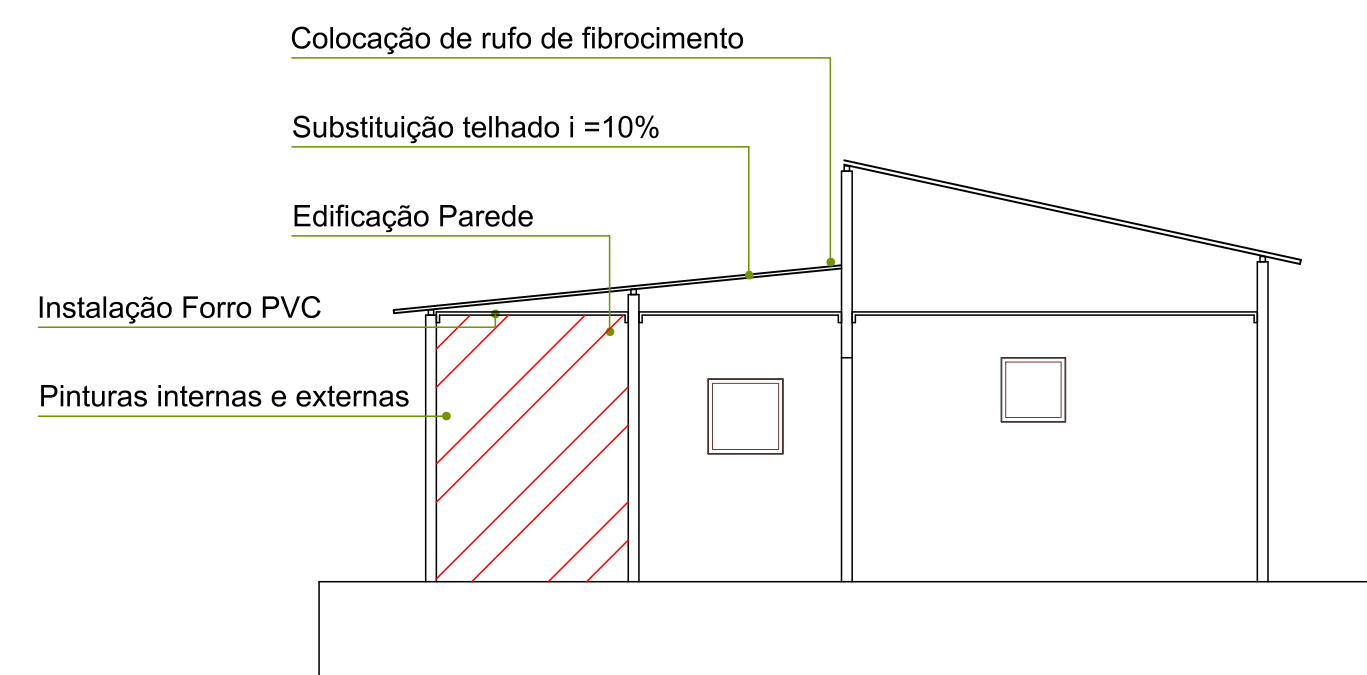 Colocação de rufo de fibrocimento
Substituição telhado i =10%
Edificação Parede
Instalação Forro PVC
Pinturas internas e externas